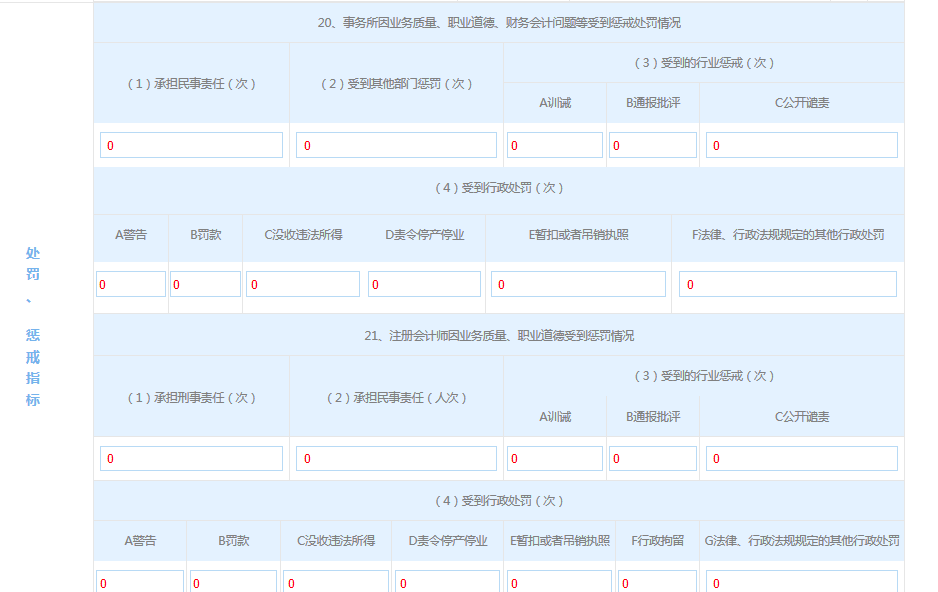 20、事务所因业务质量、职业道德、财务会计问题等受到惩戒处罚情况
（1）承担民事责任（次） （2）受到其他部门惩罚（次） （3）受到的行业惩戒（次）
A训诫 B通报批评 C公开谴责
0 0 0 0 0
（4）受到行政处罚（次）
A警告 B罚款 C没收违法所得 D责令停产停业 E暂扣或者吊销执照 F法律、行政法规规定的其他行政处罚
0 0 0 0 0 0
处
罚
、
惩
戒
指
标
21、注册会计师因业务质量、职业道德受到惩罚情况
（1）承担刑事责任（次） （2）承担民事责任（人次） （3）受到的行业惩戒（次）
A训诫 B通报批评 C公开谴责
0 0 0 0 0
（4）受到行政处罚（次）
A警告 B罚款 C没收违法所得 D责令停产停业 E暂扣或者吊销执照 F行政拘留 G法律、行政法规规定的其他行政处罚
0 0 0 0 0 0 0